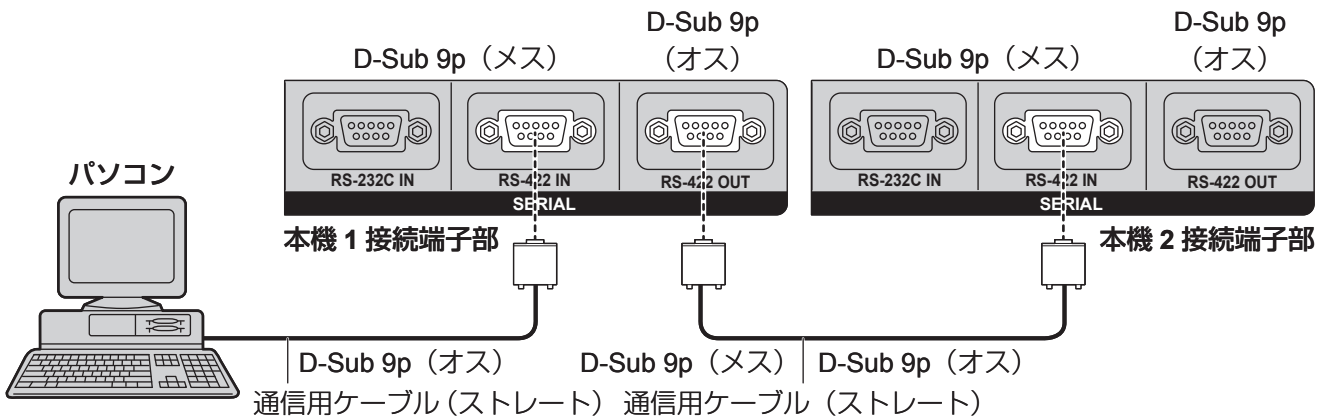 D-Sub 9p
D-Sub 9p
D-Sub 9p（メス）
（オス）
D-Sub 9p（メス）
（オス）
パソコン
RS-232C IN
RS-422 IN
RS-422 OUT
RS-232C IN
RS-422 IN
RS-422 OUT
SERIAL
SERIAL
本機 1 接続端子部
本機 2 接続端子部
D-Sub 9p（オス）
D-Sub 9p（メス）
D-Sub 9p（オス）
通信用ケーブル（ストレート）
通信用ケーブル（ストレート）